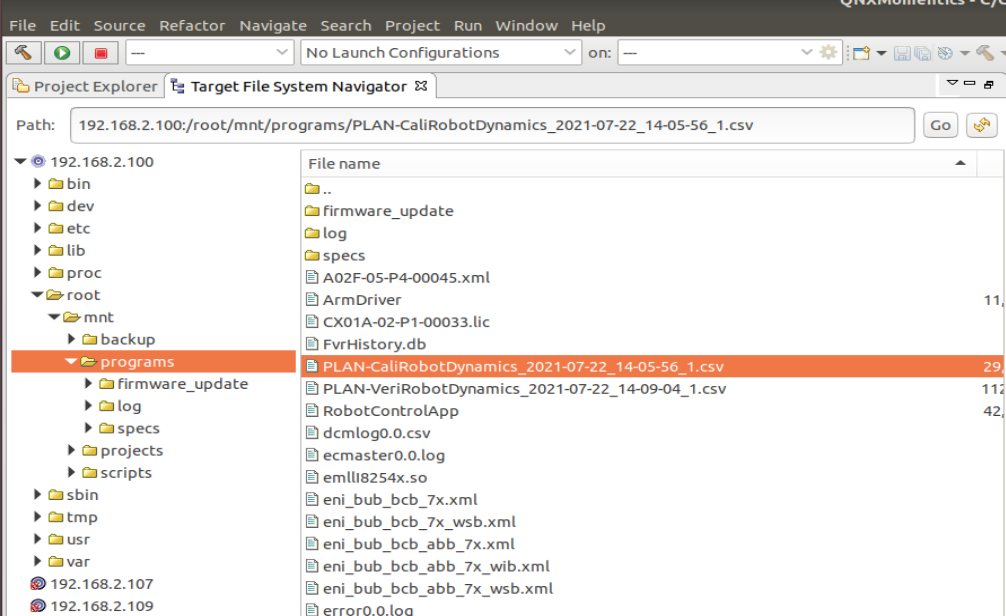 QNXMomentics - C/C
File Edit Source Refactor Navigate Search Project Run Window Help
--- No Launch Configurations on: ---
Project Explorer Target File System Navigator
Path: 192.168.2.100:/root/mnt/programs/PLAN-CaliRobotDynamics_2021-07-22_14-05-56_1.csv Go
192.168.2.100
bin
dev
etc
lib
proc
root
mnt
backup
programs
firmware_update
log
specs
projects
scripts
sbin
tmp
usr
var
192.168.2.107
192.168.2.109
File name
..
firmware_update
log
specs
A02F-05-P4-00045.xml
ArmDriver 11,
CX01A-02-P1-00033.lic
FvrHistory.db
PLAN-CaliRobotDynamics_2021-07-22_14-05-56_1.csv 29,
PLAN-VeriRobotDynamics_2021-07-22_14-09-04_1.csv 112
RobotControlApp 42,
dcmlog0.0.csv
ecmaster0.0.log
emllI8254x.so
eni_bub_bcb_7x.xml
eni_bub_bcb_7x_wsb.xml
eni_bub_bcb_abb_7x.xml
eni_bub_bcb_abb_7x_wib.xml
eni_bub_bcb_abb_7x_wsb.xml
error0.0.log